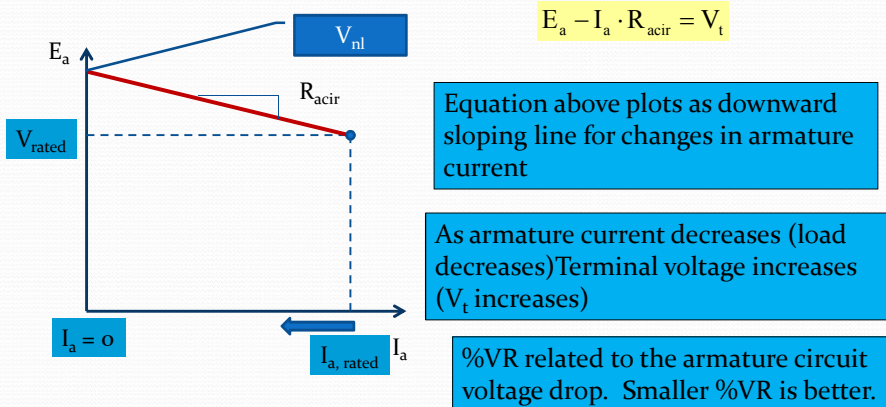 E_a − I_a · R_acir = V_t
V_nl
E_a
R_acir
V_rated
I_a = 0
I_a, rated
I_a
Equation above plots as downward
sloping line for changes in armature
current
As armature current decreases (load
decreases)Terminal voltage increases
(V_t increases)
%VR related to the armature circuit
voltage drop. Smaller %VR is better.